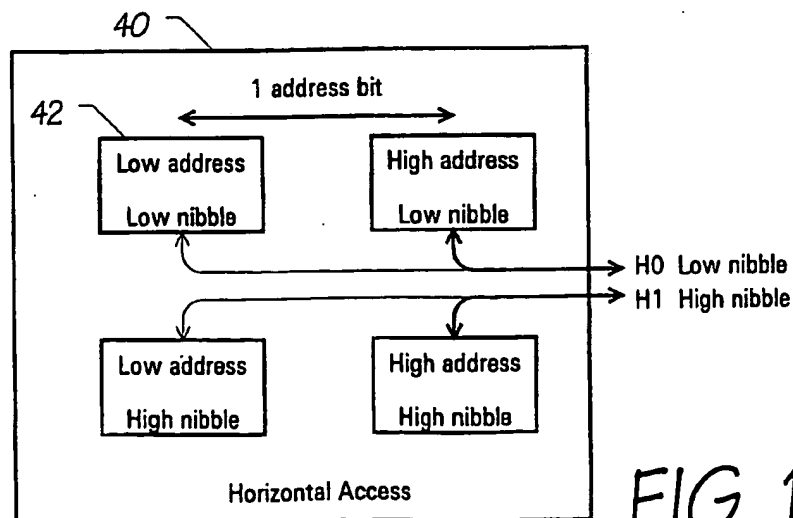 40
1 address bit
42
Low address
Low nibble
High address
Low nibble
H0 Low nibble
H1 High nibble
Low address
High nibble
High address
High nibble
Horizontal Access
FIG. 1